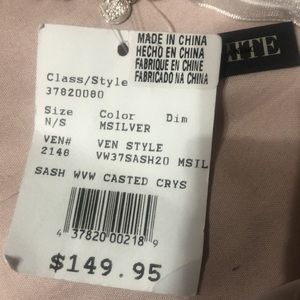 MADE IN CHINA
HECHO EN CHINA
FABRIQUE EN CHINE
FABRICADO NA CHINA
Class/Style
37820080
Size Color Dim
N/S MSILVER
VEN# VEN STYLE
2148 VW37SASH20 MSIL
SASH WVW CASTED CRYS
4 37820 00218 9
$149.95